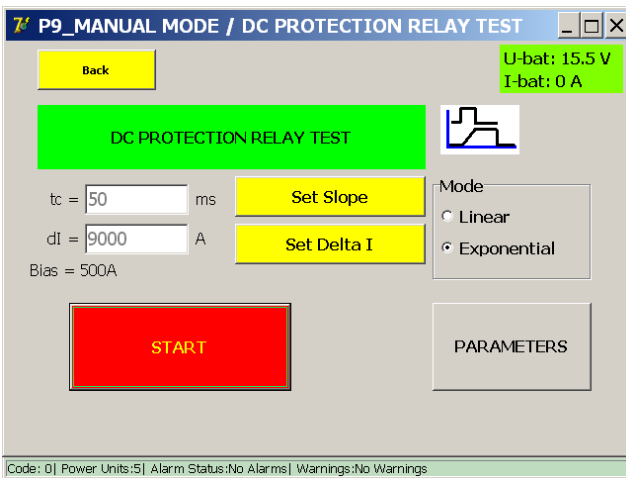 P9_MANUAL MODE / DC PROTECTION RELAY TEST
Back
U-bat: 15.5 V
I-bat: 0 A
DC PROTECTION RELAY TEST
tc = 50 ms
Set Slope
dI = 9000 A
Set Delta I
Bias = 500A
Mode
Linear
Exponential
START
PARAMETERS
Code: 0| Power Units:5| Alarm Status:No Alarms| Warnings:No Warnings